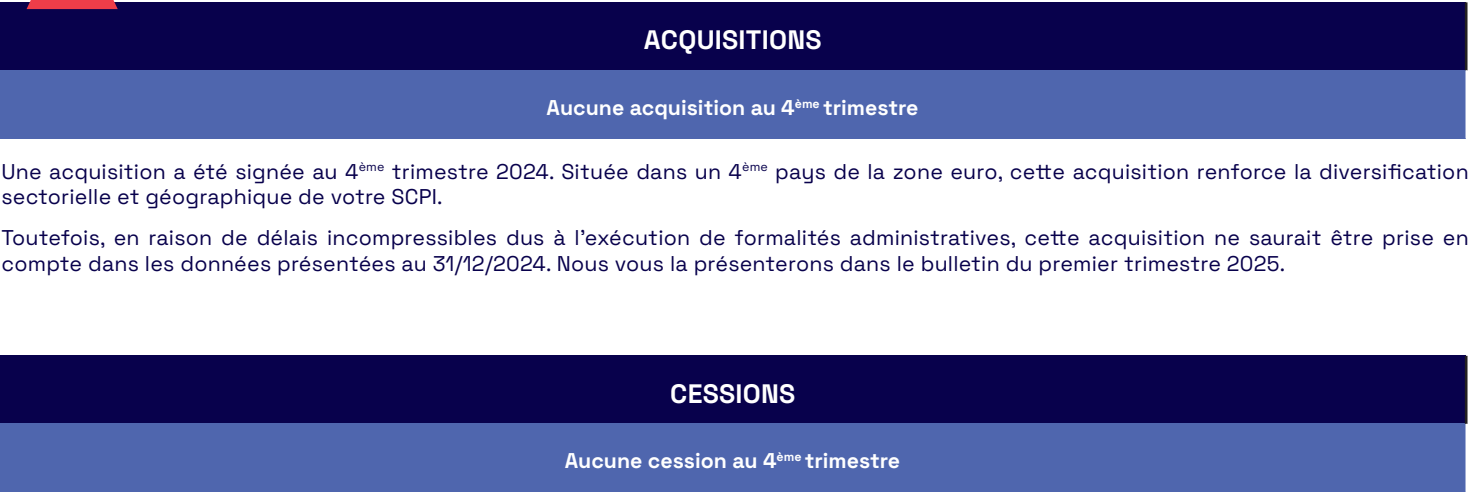 ACQUISITIONS
Aucune acquisition au 4ème trimestre
Une acquisition a été signée au 4ème trimestre 2024. Située dans un 4ème pays de la zone euro, cette acquisition renforce la diversification
sectorielle et géographique de votre SCPI.
Toutefois, en raison de délais incompressibles dus à l'exécution de formalités administratives, cette acquisition ne saurait être prise en
compte dans les données présentées au 31/12/2024. Nous vous la présenterons dans le bulletin du premier trimestre 2025.
CESSIONS
Aucune cession au 4ème trimestre